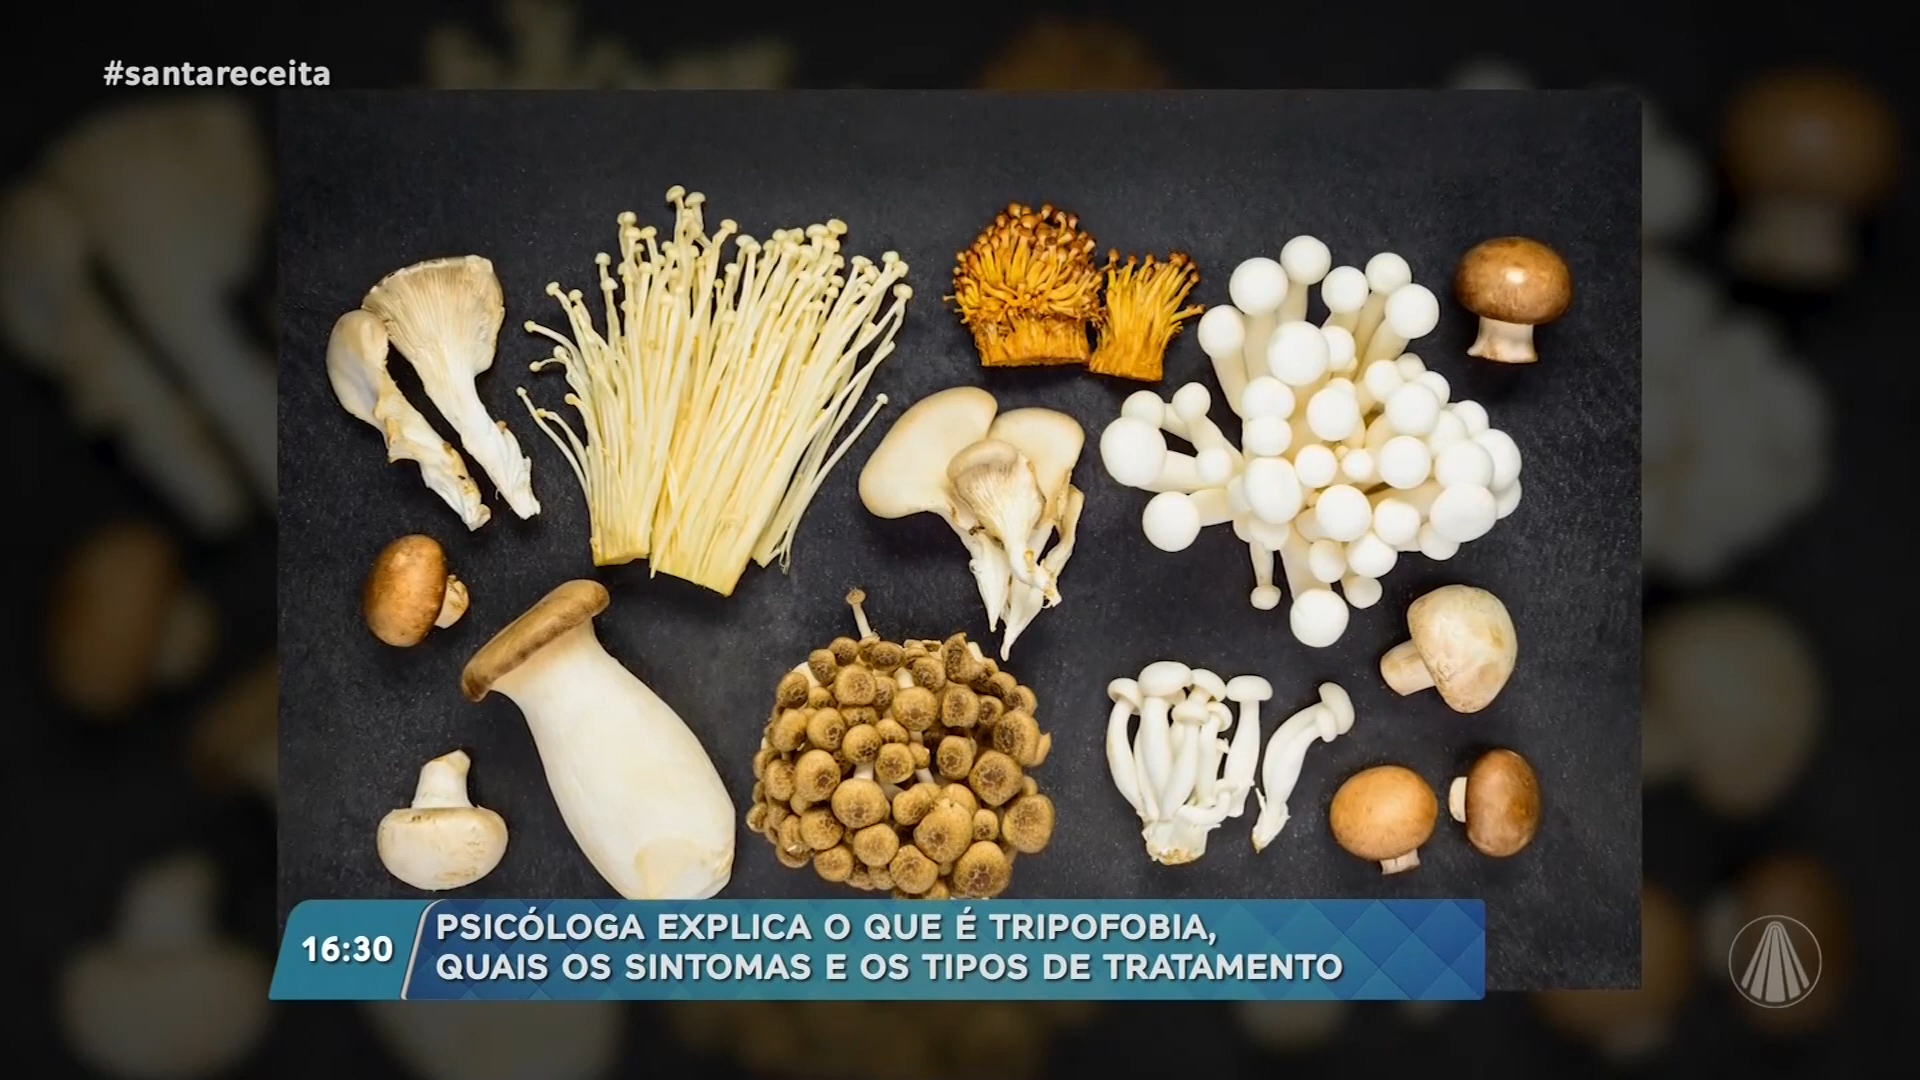 #santareceita
16:30
PSICÓLOGA EXPLICA O QUE É TRIPOFOBIA,
QUAIS OS SINTOMAS E OS TIPOS DE TRATAMENTO